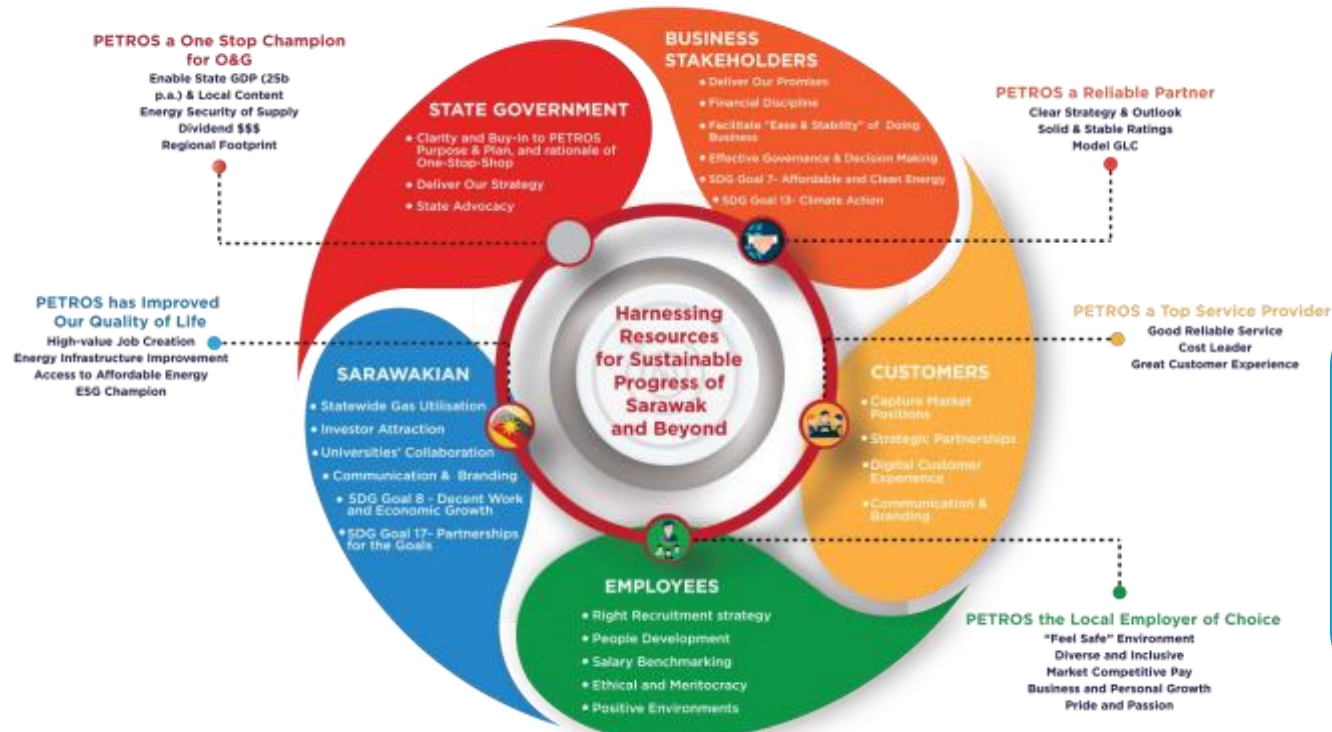 PETROS a One Stop Champion
for O&G
Enable State GDP (25b
p.a.) & Local Content
Energy Security of Supply
Dividend $$$
Regional Footprint
STATE GOVERNMENT
• Clarity and Buy-In to PETROS
Purpose & Plan, and rationale of
One-Stop-Shop
• Deliver Our Strategy
• State Advocacy
BUSINESS
STAKEHOLDERS
• Deliver Our Promises
• Financial Discipline
• Facilitate "Ease & Stability" of Doing
Business
• Effective Governance & Decision Making
• SDG Goal 7- Affordable and Clean Energy
• SDG Goal 13- Climate Action
PETROS a Reliable Partner
Clear Strategy & Outlook
Solid & Stable Ratings
Model GLC
PETROS has Improved
Our Quality of Life
High-value Job Creation
Energy Infrastructure Improvement
Access to Affordable Energy
ESG Champion
SARAWAKIAN
• Statewide Gas Utilisation
• Investor Attraction
• Universities' Collaboration
• Communication & Branding
• SDG Goal 8 - Decent Work
and Economic Growth
• SDG Goal 17- Partnerships
for the Goals
Harnessing
Resources
for Sustainable
Progress of
Sarawak
and Beyond
CUSTOMERS
• Capture Market
Positions
• Strategic Partnerships
• Digital Customer
Experience
• Communication &
Branding
PETROS a Top Service Provider
Good Reliable Service
Cost Leader
Great Customer Experience
EMPLOYEES
• Right Recruitment strategy
• People Development
• Salary Benchmarking
• Ethical and Meritocracy
• Positive Environments
PETROS the Local Employer of Choice
"Feel Safe" Environment
Diverse and Inclusive
Market Competitive Pay
Business and Personal Growth
Pride and Passion